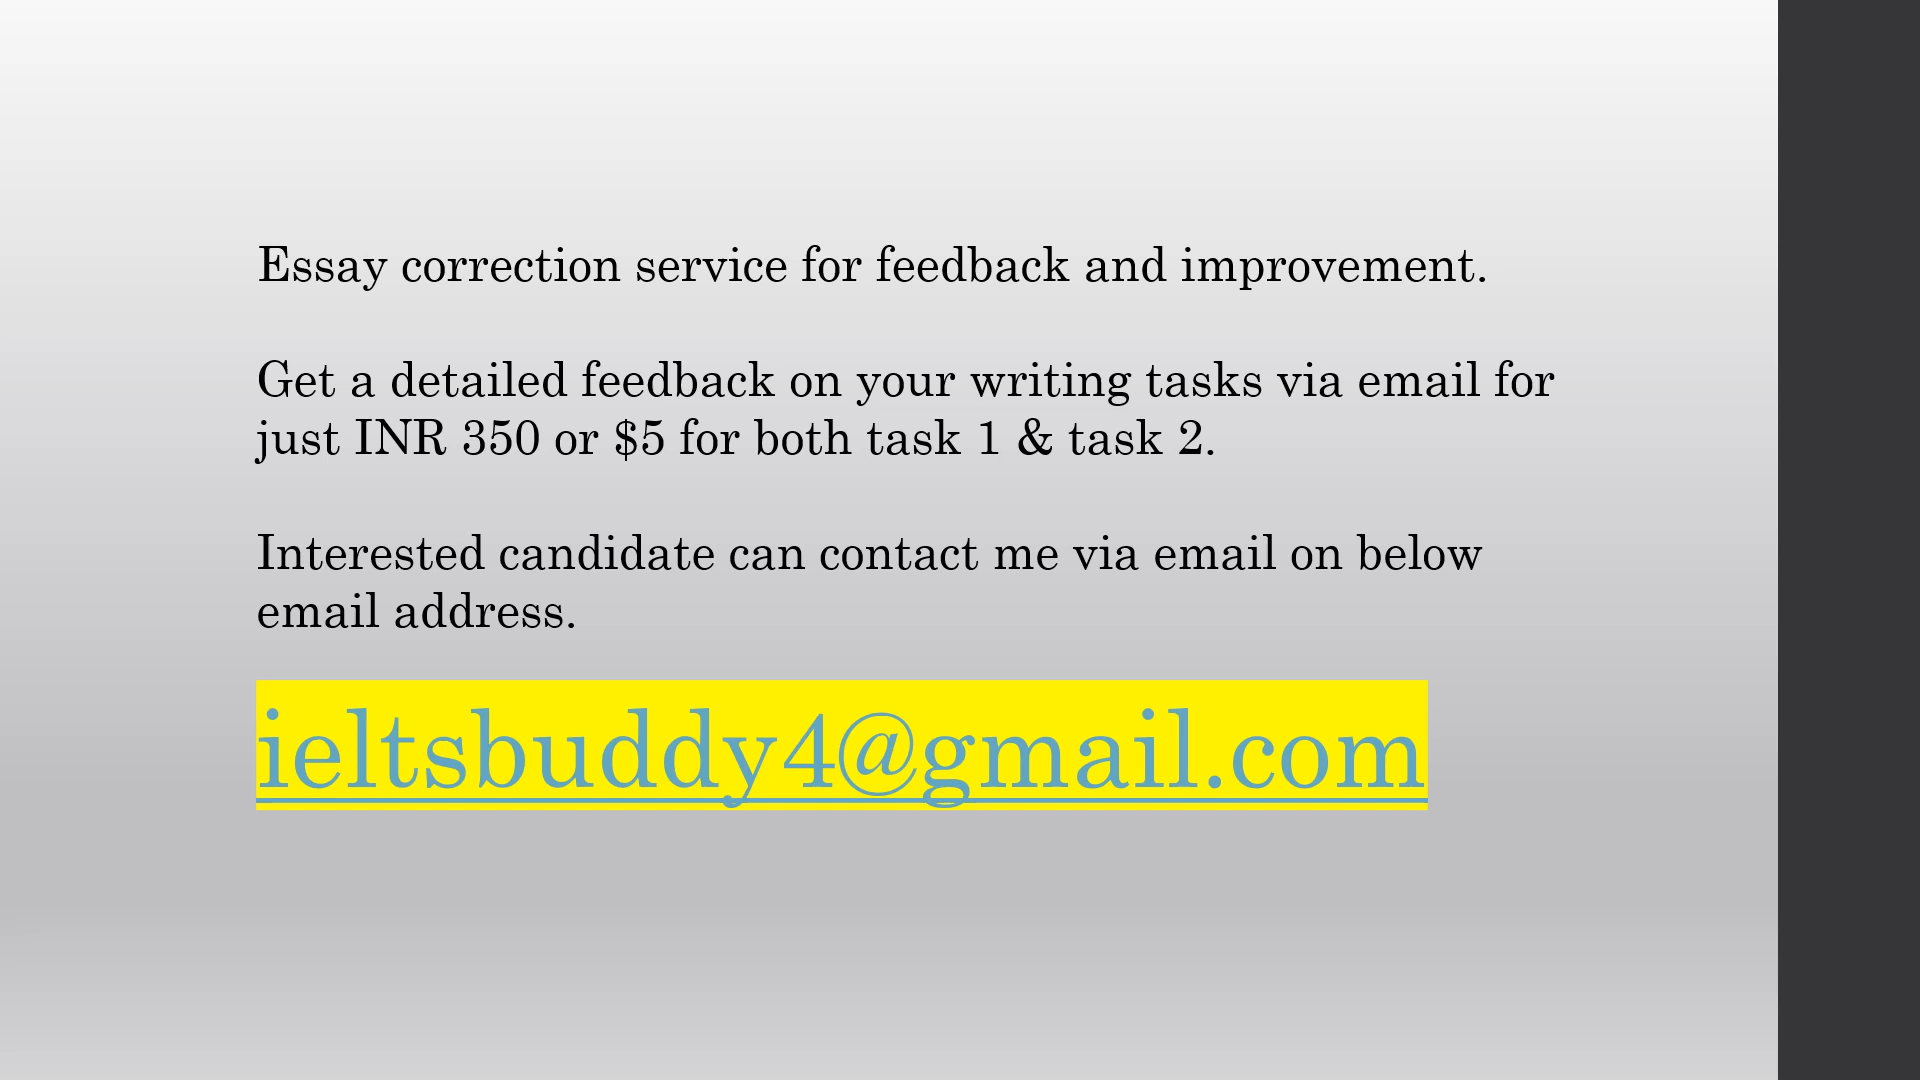 Essay correction service for feedback and improvement.
Get a detailed feedback on your writing tasks via email for
just INR 350 or $5 for both task 1 & task 2.
Interested candidate can contact me via email on below
email address.
ieltsbuddy4@gmail.com